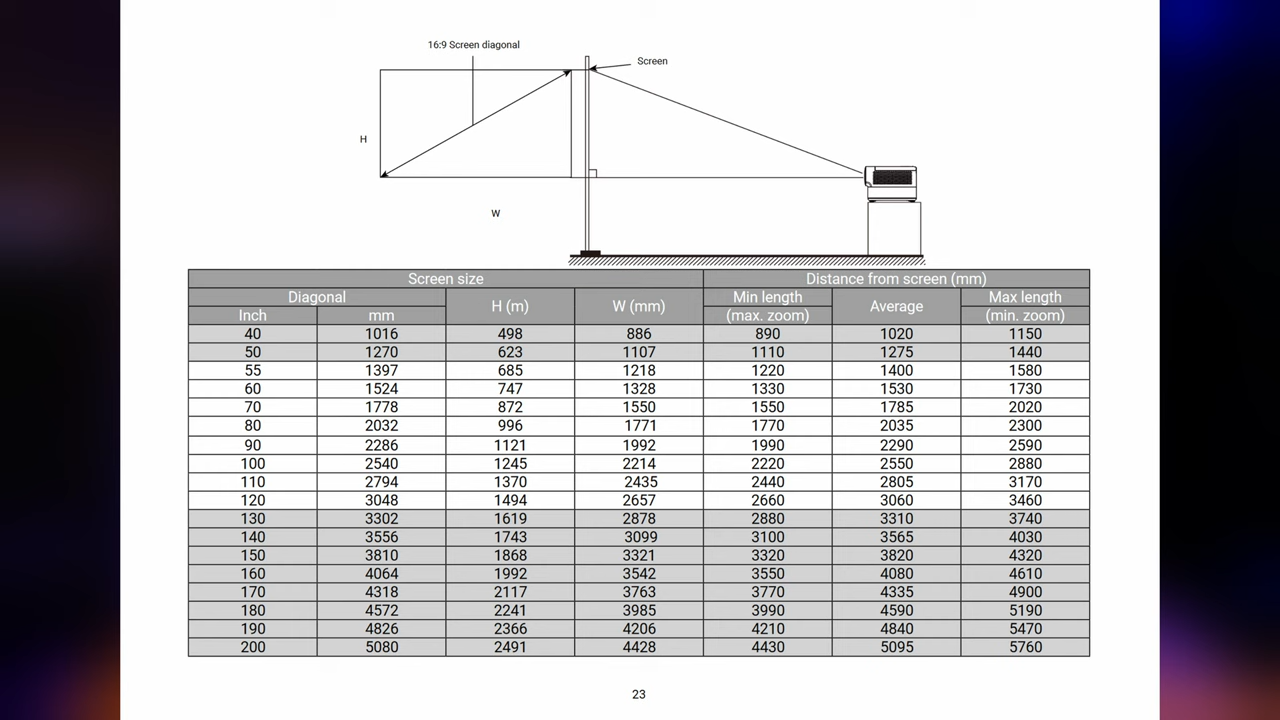 16:9 Screen diagonal
Screen
H
W
Screen size Distance from screen (mm)
Diagonal H (m) W (mm) Min length (max. zoom) Average Max length (min. zoom)
Inch mm
40 1016 498 886 890 1020 1150
50 1270 623 1107 1110 1275 1440
55 1397 685 1218 1220 1400 1580
60 1524 747 1328 1330 1530 1730
70 1778 872 1550 1550 1785 2020
80 2032 996 1771 1770 2035 2300
90 2286 1121 1992 1990 2290 2590
100 2540 1245 2214 2220 2550 2880
110 2794 1370 2435 2440 2805 3170
120 3048 1494 2657 2660 3060 3460
130 3302 1619 2878 2880 3310 3740
140 3556 1743 3099 3100 3565 4030
150 3810 1868 3321 3320 3820 4320
160 4064 1992 3542 3550 4080 4610
170 4318 2117 3763 3770 4335 4900
180 4572 2241 3985 3990 4590 5190
190 4826 2366 4206 4210 4840 5470
200 5080 2491 4428 4430 5095 5760
23